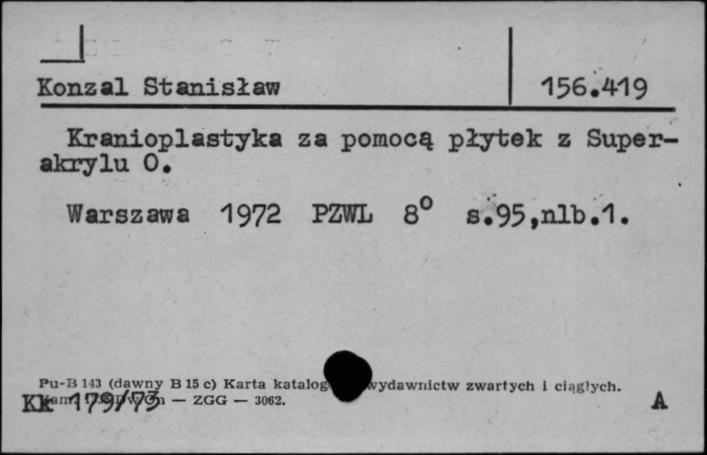 Konzal Stanisław
156.419
Kranioplastyka za pomocą płytek z Super-
akrylu O.
Warszawa 1972 PZWL 8° s.95,nlb.1.
Pu-B 143 (dawny B 15 c) Karta katalog wydawnictw zwartych i ciągłych.
Kk 179/73 — ZGG — 3062.
A